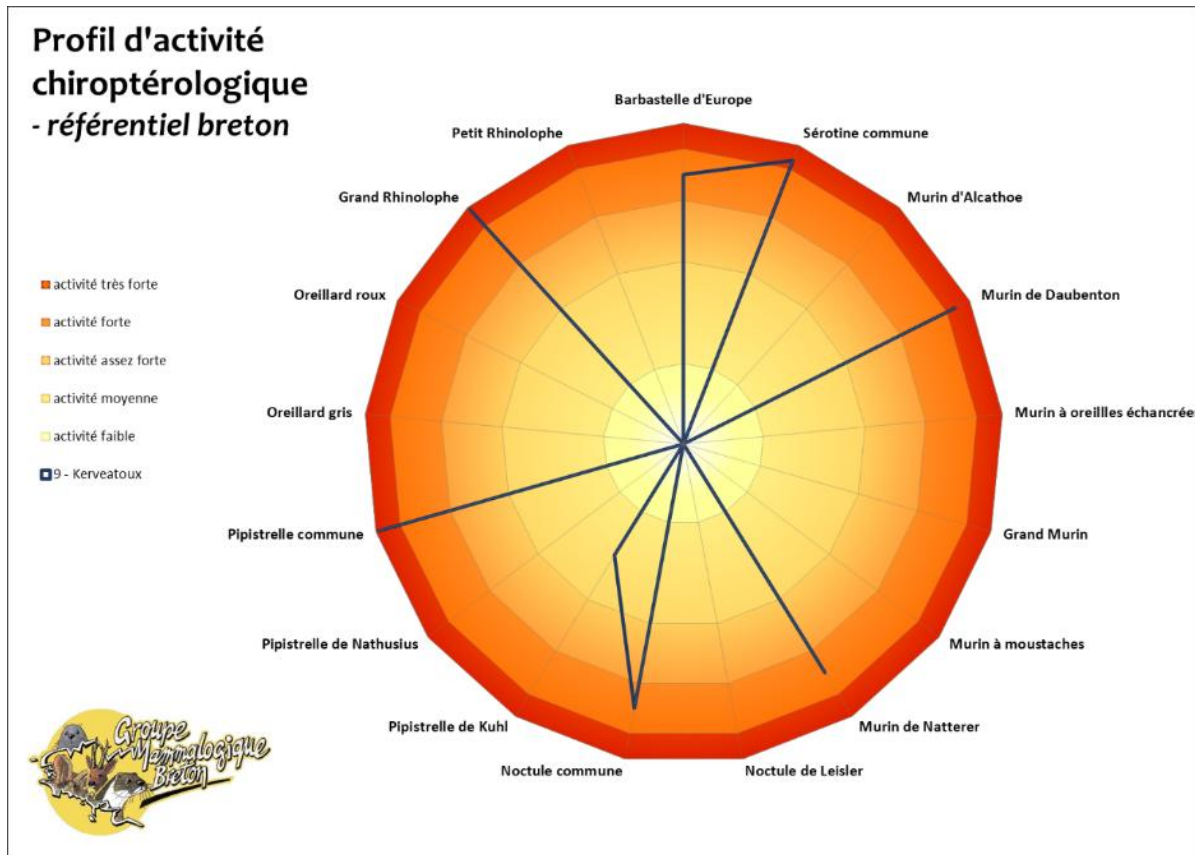 Profil d'activité
chiroptérologique
- référentiel breton
Barbastelle d'Europe
Petit Rhinolophe
Sérotine commune
Grand Rhinolophe
Murin d'Alcathoe
activité très forte
Oreillard roux
Murin de Daubenton
activité forte
activité assez forte
activité moyenne
Oreillard gris
Murin à oreillles échancrées
activité faible
9 - Kerveatoux
Pipistrelle commune
Grand Murin
Pipistrelle de Nathusius
Murin à moustaches
Pipistrelle de Kuhl
Murin de Natterer
Noctule commune
Noctule de Leisler
Groupe
Mammalogique
Breton